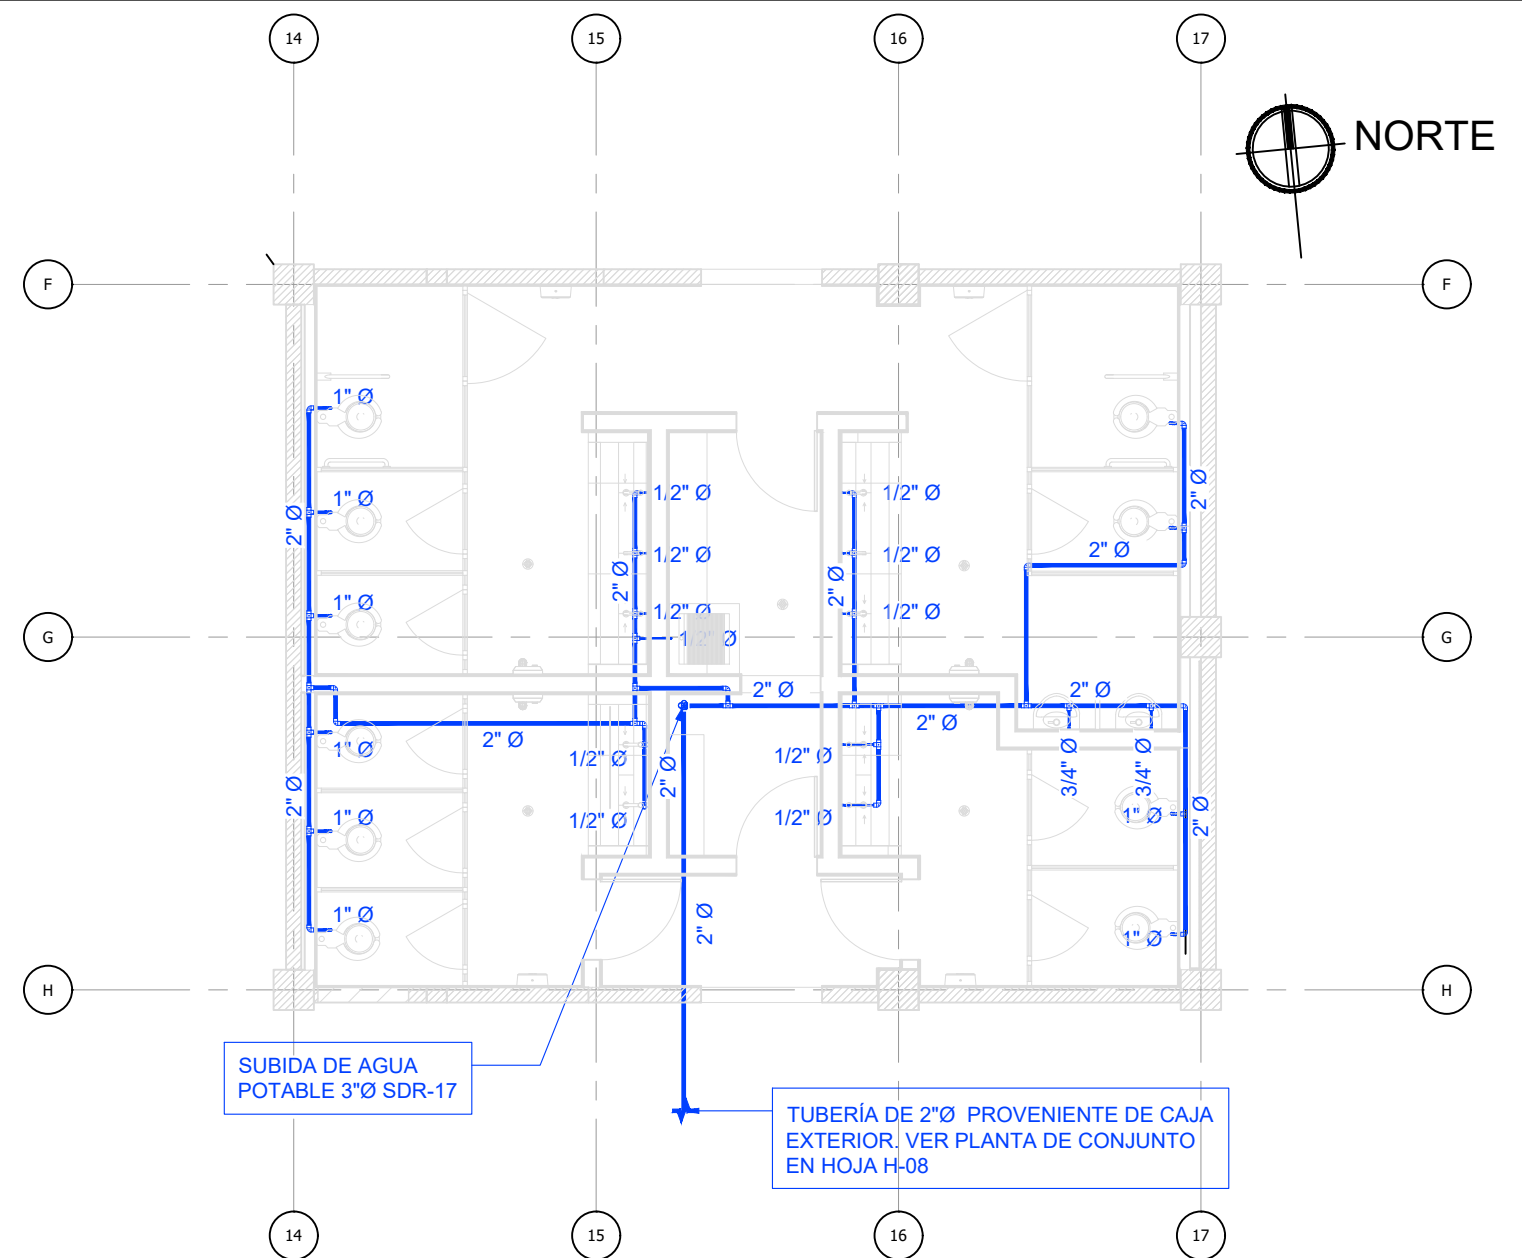 14
15
16
17
NORTE
F
F
1" Ø
1" Ø
2" Ø
1" Ø
1/2" Ø
1/2" Ø
1/2" Ø
1/2" Ø
2" Ø
1/2" Ø
1/2" Ø
1/2" Ø
2" Ø
2" Ø
2" Ø
G
G
2" Ø
2" Ø
2" Ø
2" Ø
1" Ø
2" Ø
1/2" Ø
1/2" Ø
2" Ø
1/2" Ø
1/2" Ø
3/4" Ø
3/4" Ø
1" Ø
2" Ø
1" Ø
1" Ø
2" Ø
1" Ø
H
H
SUBIDA DE AGUA
POTABLE 3"Ø SDR-17
TUBERÍA DE 2"Ø PROVENIENTE DE CAJA
EXTERIOR. VER PLANTA DE CONJUNTO
EN HOJA H-08
14
15
16
17